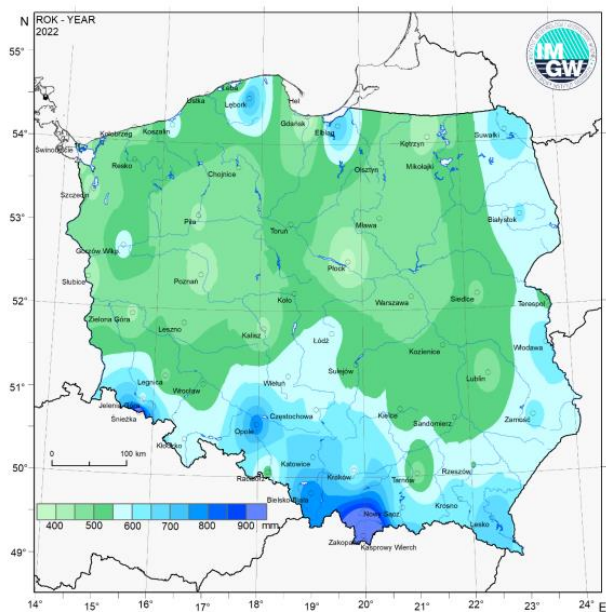 N
ROK - YEAR
2022
IMGW
55°
54°
53°
52°
51°
50°
49°
Łeba
Ustka
Lębork
Hel
Gdańsk
Elbląg
Suwałki
Koszalin
Kołobrzeg
Świnoujście
Resko
Kętrzyn
Olsztyn
Mikołajki
Chojnice
Szczecin
Białystok
Piła
Toruń
Mława
Gorzów Wlkp.
Płock
Słubice
Poznań
Koło
Warszawa
Siedlce
Terespol
Zielona Góra
Leszno
Kalisz
Łódź
Kozienice
Włodawa
Sulejów
Legnica
Wrocław
Wieluń
Lublin
Jelenia Góra
Śnieżka
Opole
Częstochowa
Kielce
Sandomierz
Zamość
Kłodzko
0 100 km
Katowice
Kraków
Tarnów
Rzeszów
Racibórz
Bielsko-Biała
Nowy Sącz
Krosno
Lesko
400 500 600 700 800 900 mm
Zakopane
Kasprowy Wierch
14° 15° 16° 17° 18° 19° 20° 21° 22° 23° 24° E